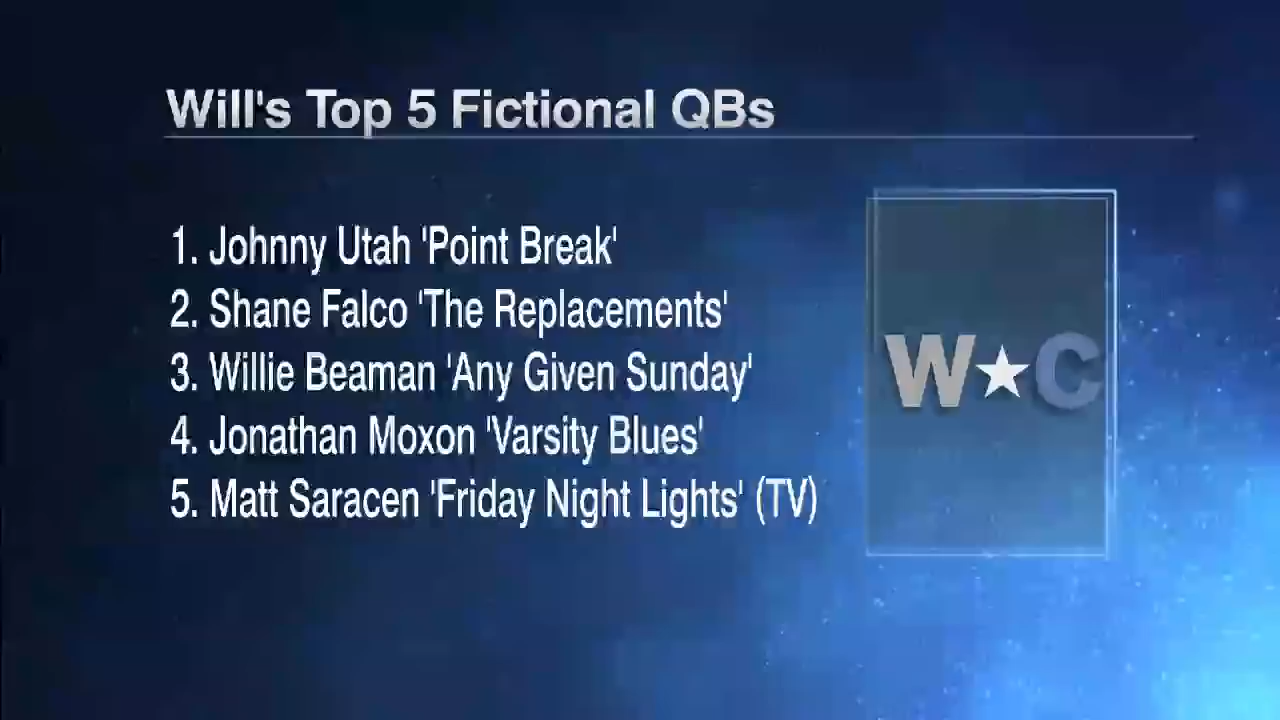 Will's Top 5 Fictional QBs
1. Johnny Utah 'Point Break'
2. Shane Falco 'The Replacements'
3. Willie Beaman 'Any Given Sunday'
4. Jonathan Moxon 'Varsity Blues'
5. Matt Saracen 'Friday Night Lights' (TV)
W★C